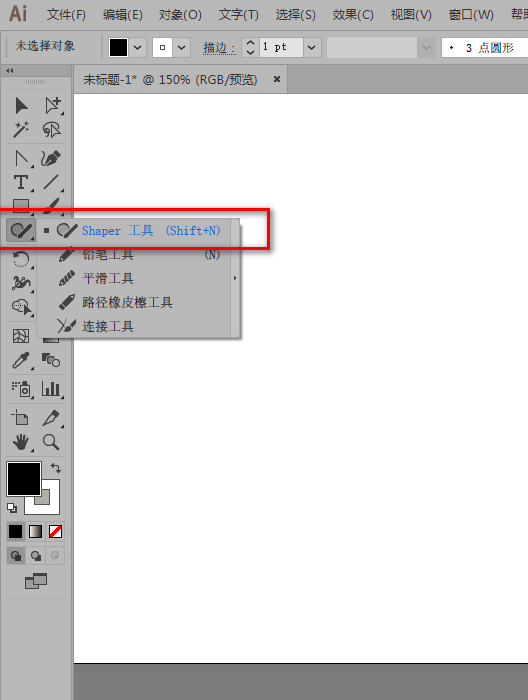 Ai 文件(F) 编辑(E) 对象(O) 文字(T) 选择(S) 效果(C) 视图(V) 窗口(W) 帮
未选择对象 描边: 1 pt 3 点圆形
未标题-1* @ 150% (RGB/预览) ×
Shaper 工具 (Shift+N)
铅笔工具 (N)
平滑工具
路径橡皮檫工具
连接工具